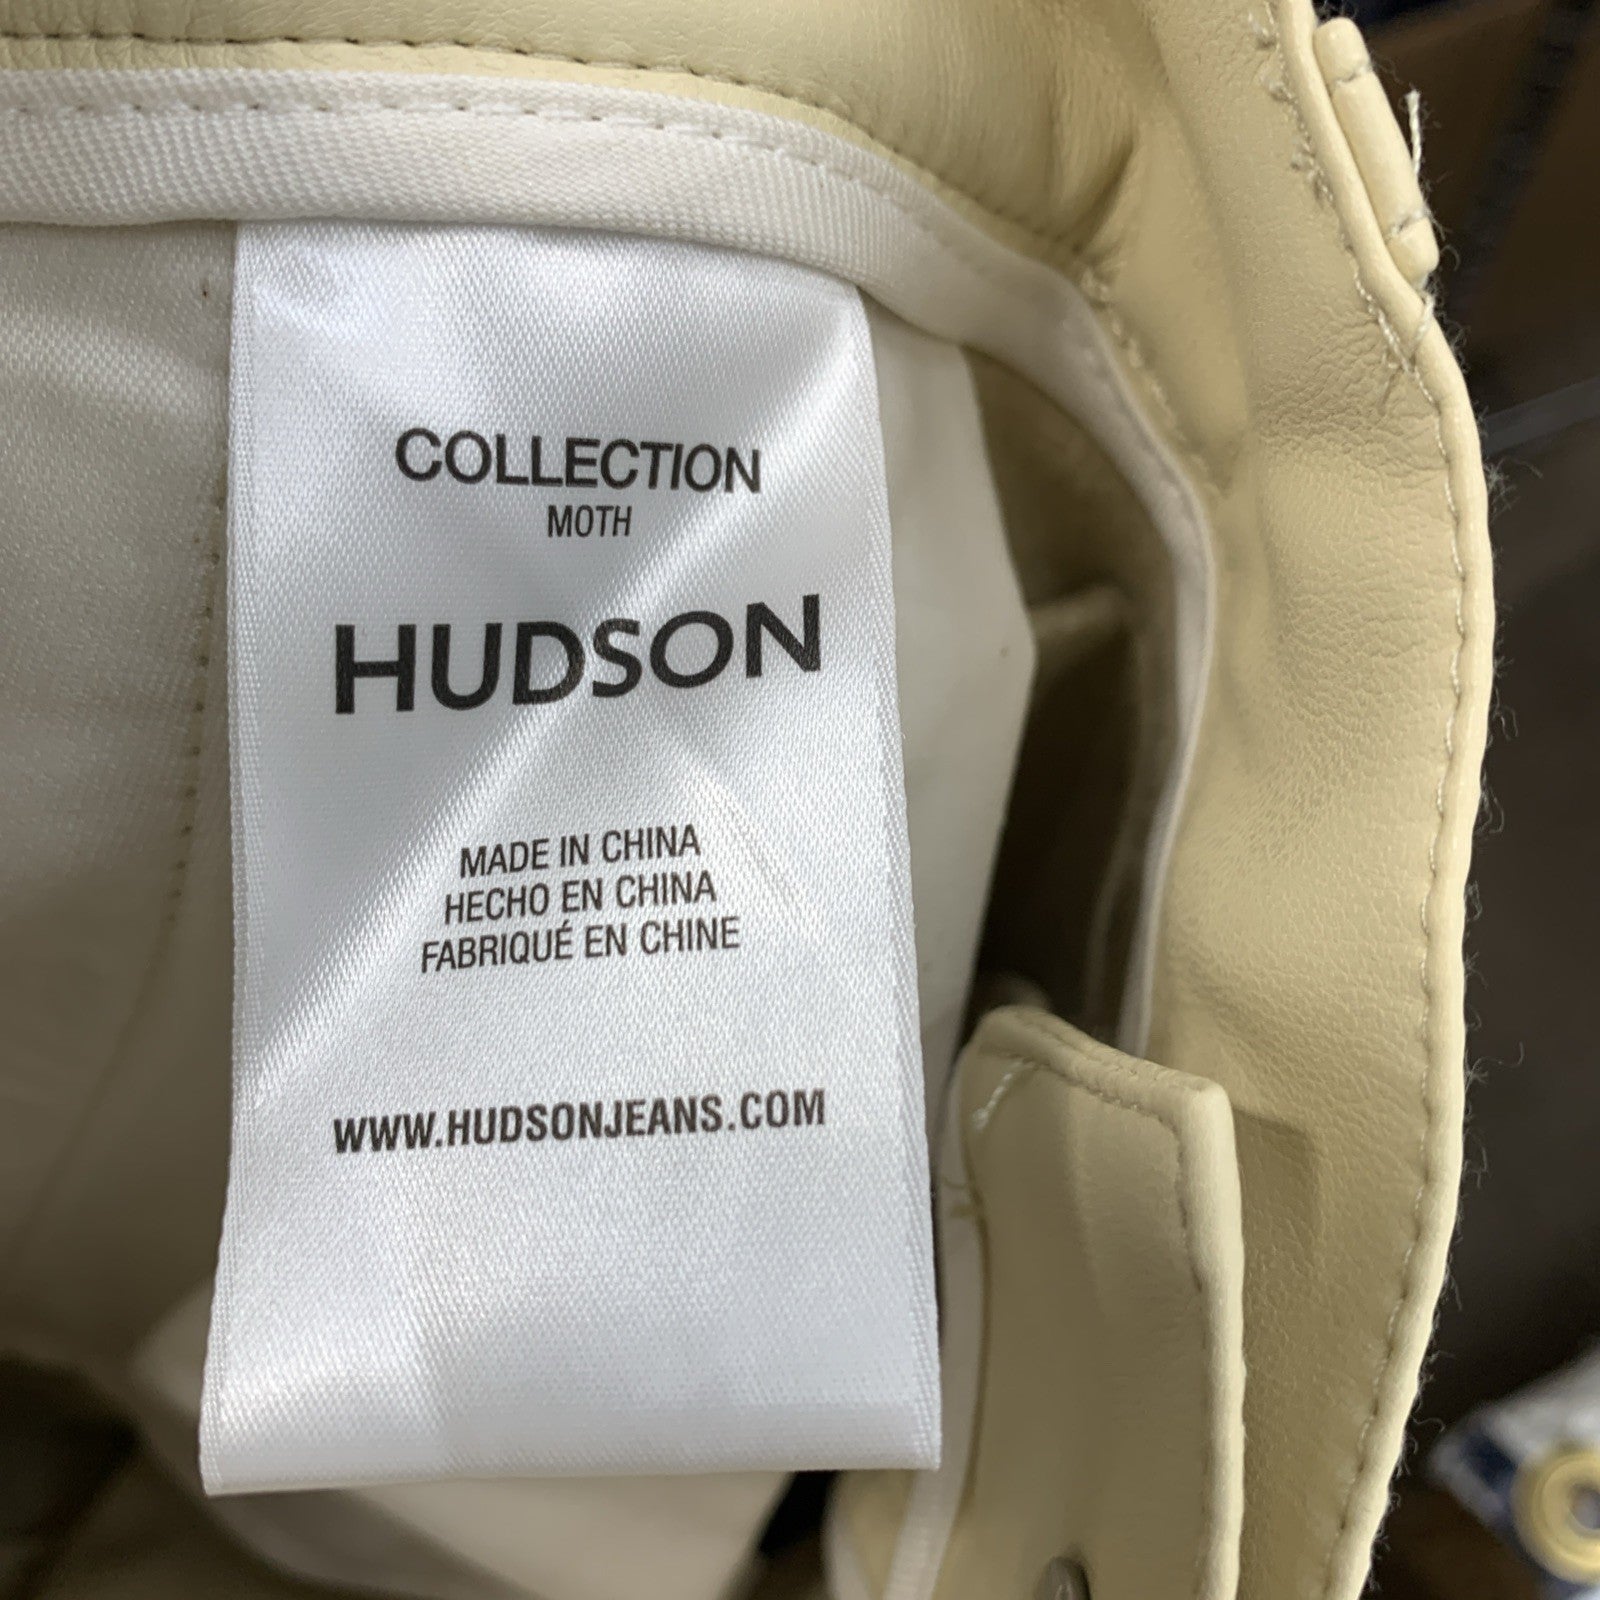 COLLECTION
MOTH
HUDSON
MADE IN CHINA
HECHO EN CHINA
FABRIQUÉ EN CHINE
WWW.HUDSONJEANS.COM